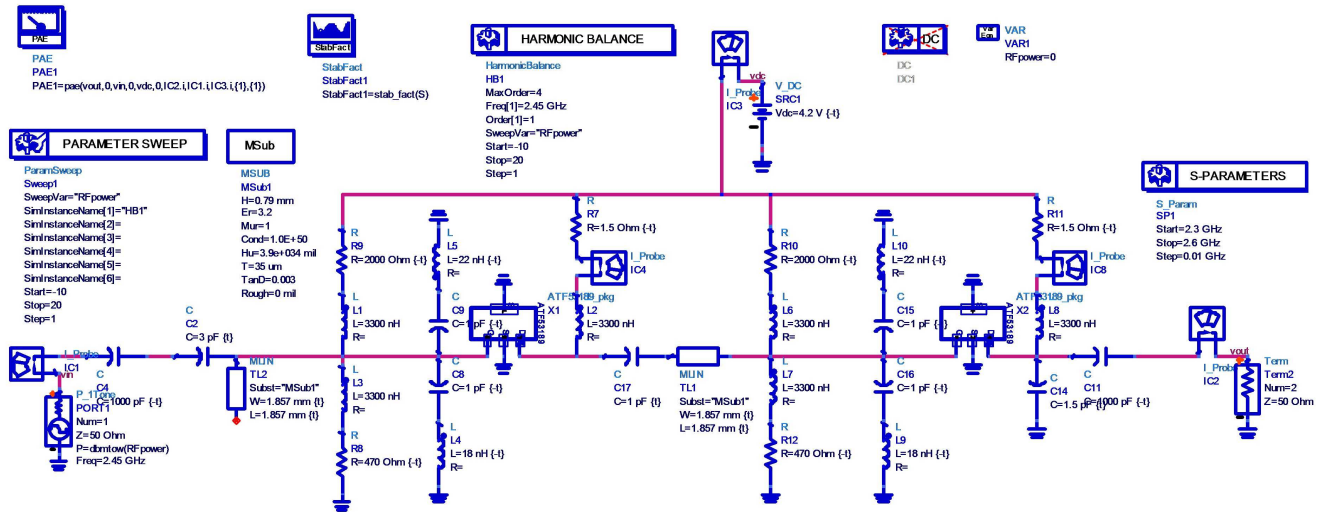 PAE
PAE
PAE1
PAE1=pae(vout,0,vin,0,vdc,0,IC2.i,IC1.i,IC3.i,{1},{1})
StabFact
StabFact
StabFact1
StabFact1=stab_fact(S)
HARMONIC BALANCE
HarmonicBalance
HB1
MaxOrder=4
Freq[1]=2.45 GHz
Order[1]=1
SweepVar="RFpower"
Start=-10
Stop=20
Step=1
vdc
I_Probe
IC3
V_DC
SRC1
Vdc=4.2 V {-t}
DC
DC
DC1
VAR
VAR1
RFpower=0
PARAMETER SWEEP
ParamSweep
Sweep1
SweepVar="RFpower"
SimInstanceName[1]="HB1"
SimInstanceName[2]=
SimInstanceName[3]=
SimInstanceName[4]=
SimInstanceName[5]=
SimInstanceName[6]=
Start=-10
Stop=20
Step=1
MSub
MSUB
MSub1
H=0.79 mm
Er=3.2
Mur=1
Cond=1.0E+50
Hu=3.9e+034 mil
T=35 um
TanD=0.003
Rough=0 mil
S-PARAMETERS
S_Param
SP1
Start=2.3 GHz
Stop=2.6 GHz
Step=0.01 GHz
R
R9
R=2000 Ohm {-t}
L
L5
L=22 nH {-t}
R=
R
R7
R=1.5 Ohm {-t}
I_Probe
IC4
R
R10
R=2000 Ohm {-t}
L
L10
L=22 nH {-t}
R=
R
R11
R=1.5 Ohm {-t}
I_Probe
IC8
L
L1
L=3300 nH
R=
C
C9
C=1 pF {-t}
ATF53189_pkg
X1
ATF53189
L2
L=3300 nH
R=
L
L6
L=3300 nH
R=
C
C15
C=1 pF {-t}
ATF53189_pkg
X2
ATF53189
L8
L=3300 nH
R=
C
C2
C=3 pF {t}
I_Probe
IC1
vin
C
C4
C=1000 pF {-t}
P_1Tone
PORT1
Num=1
Z=50 Ohm
P=dbmtow(RFpower)
Freq=2.45 GHz
MLIN
TL2
Subst="MSub1"
W=1.857 mm {t}
L=1.857 mm {t}
L
L3
L=3300 nH
R=
R
R8
R=470 Ohm {-t}
C
C8
C=1 pF {-t}
L
L4
L=18 nH {-t}
R=
C
C17
C=1 pF {-t}
MLIN
TL1
Subst="MSub1"
W=1.857 mm {t}
L=1.857 mm {t}
L
L7
L=3300 nH
R=
R
R12
R=470 Ohm {-t}
C
C16
C=1 pF {-t}
L
L9
L=18 nH {-t}
R=
C
C14
C=1.5 pF {-t}
C
C11
C=1000 pF {-t}
I_Probe
IC2
vout
Term
Term2
Num=2
Z=50 Ohm